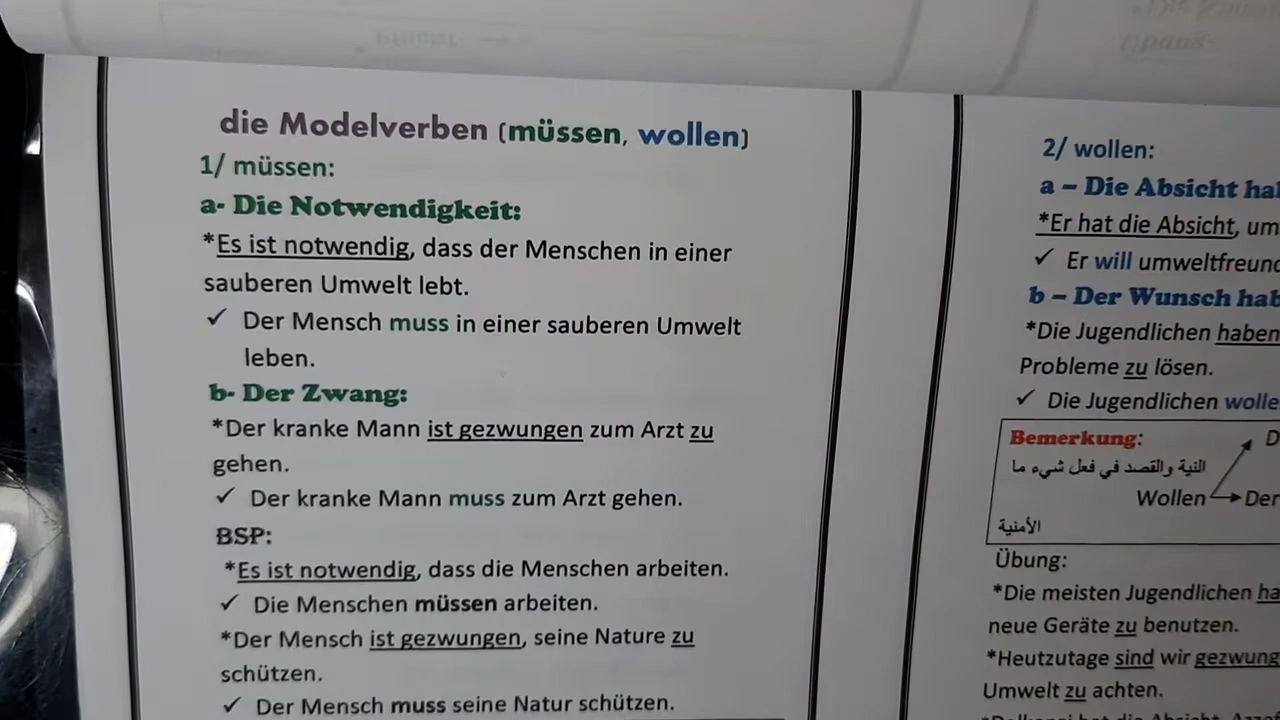 die Modelverben (müssen, wollen)
1/ müssen:
a- Die Notwendigkeit:
*Es ist notwendig, dass der Menschen in einer
sauberen Umwelt lebt.
✓ Der Mensch muss in einer sauberen Umwelt
leben.
b- Der Zwang:
*Der kranke Mann ist gezwungen zum Arzt zu
gehen.
✓ Der kranke Mann muss zum Arzt gehen.
BSP:
*Es ist notwendig, dass die Menschen arbeiten.
✓ Die Menschen müssen arbeiten.
*Der Mensch ist gezwungen, seine Nature zu
schützen.
✓ Der Mensch muss seine Natur schützen.
2/ wollen:
a – Die Absicht
*Er hat die Absicht, um
✓ Er will
b – Der Wunsch
*Die Jugendlichen haben
Probleme zu lösen.
✓ Die Jugendlichen
Bemerkung:
النية والقصد في فعل شيء ما
Wollen Der
الأمنية
Übung:
*Die meisten Jugendlichen
neue Geräte zu benutzen.
*Heutzutage sind wir
Umwelt zu achten.